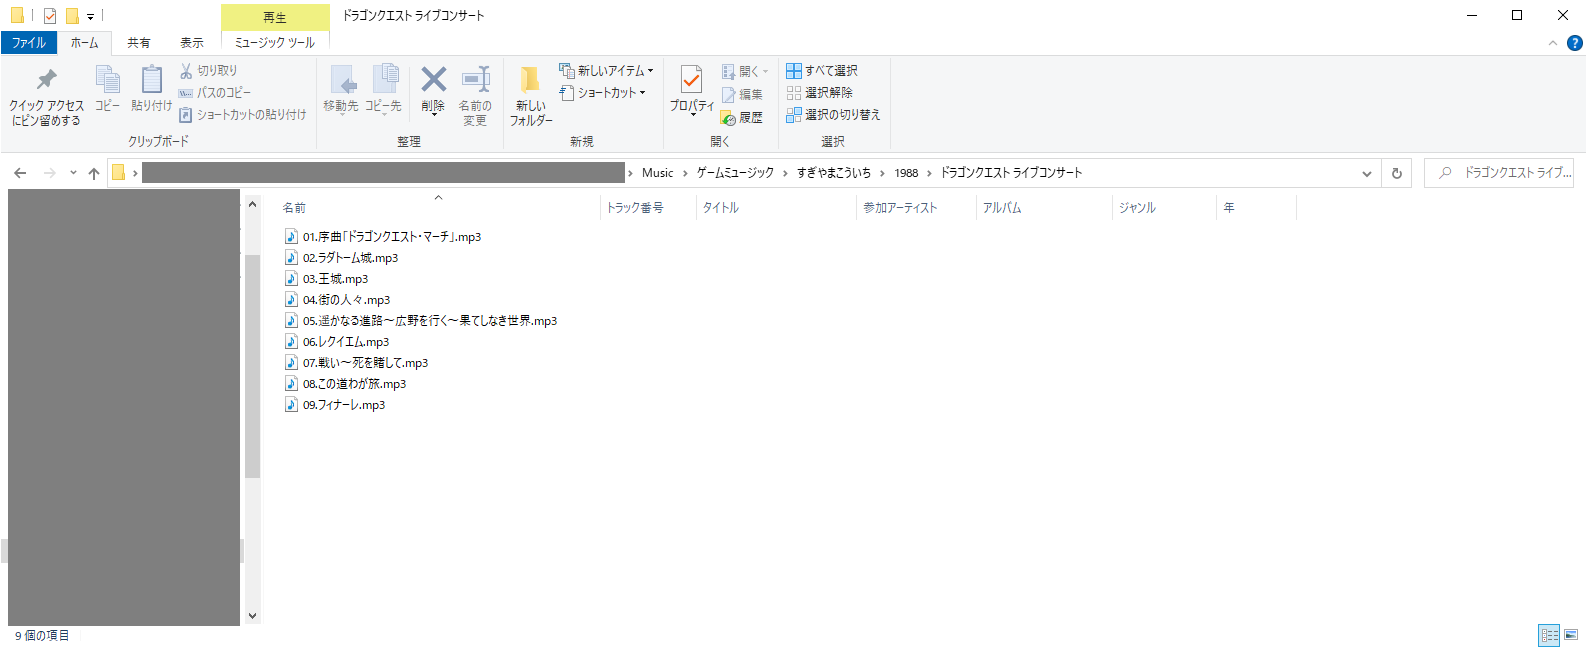 再生
ドラゴンクエスト ライブコンサート
ファイル
ホーム
共有
表示
ミュージック ツール
クイック アクセス
にピン留めする
コピー
貼り付け
切り取り
パスのコピー
ショートカットの貼り付け
クリップボード
移動先
コピー先
削除
名前の
変更
整理
新しい
フォルダー
新しいアイテム
ショートカット
新規
プロパティ
開く
編集
履歴
開く
すべて選択
選択解除
選択の切り替え
選択
Music
ゲームミュージック
すぎやまこういち
1988
ドラゴンクエスト ライブコンサート
ドラゴンクエスト ライブ...
名前
トラック番号
タイトル
参加アーティスト
アルバム
ジャンル
年
01.序曲「ドラゴンクエスト・マーチ」.mp3
02.ラダトーム城.mp3
03.王城.mp3
04.街の人々.mp3
05.遥かなる進路～広野を行く～果てしなき世界.mp3
06.レクイエム.mp3
07.戦い～死を賭して.mp3
08.この道わが旅.mp3
09.フィナーレ.mp3
9 個の項目